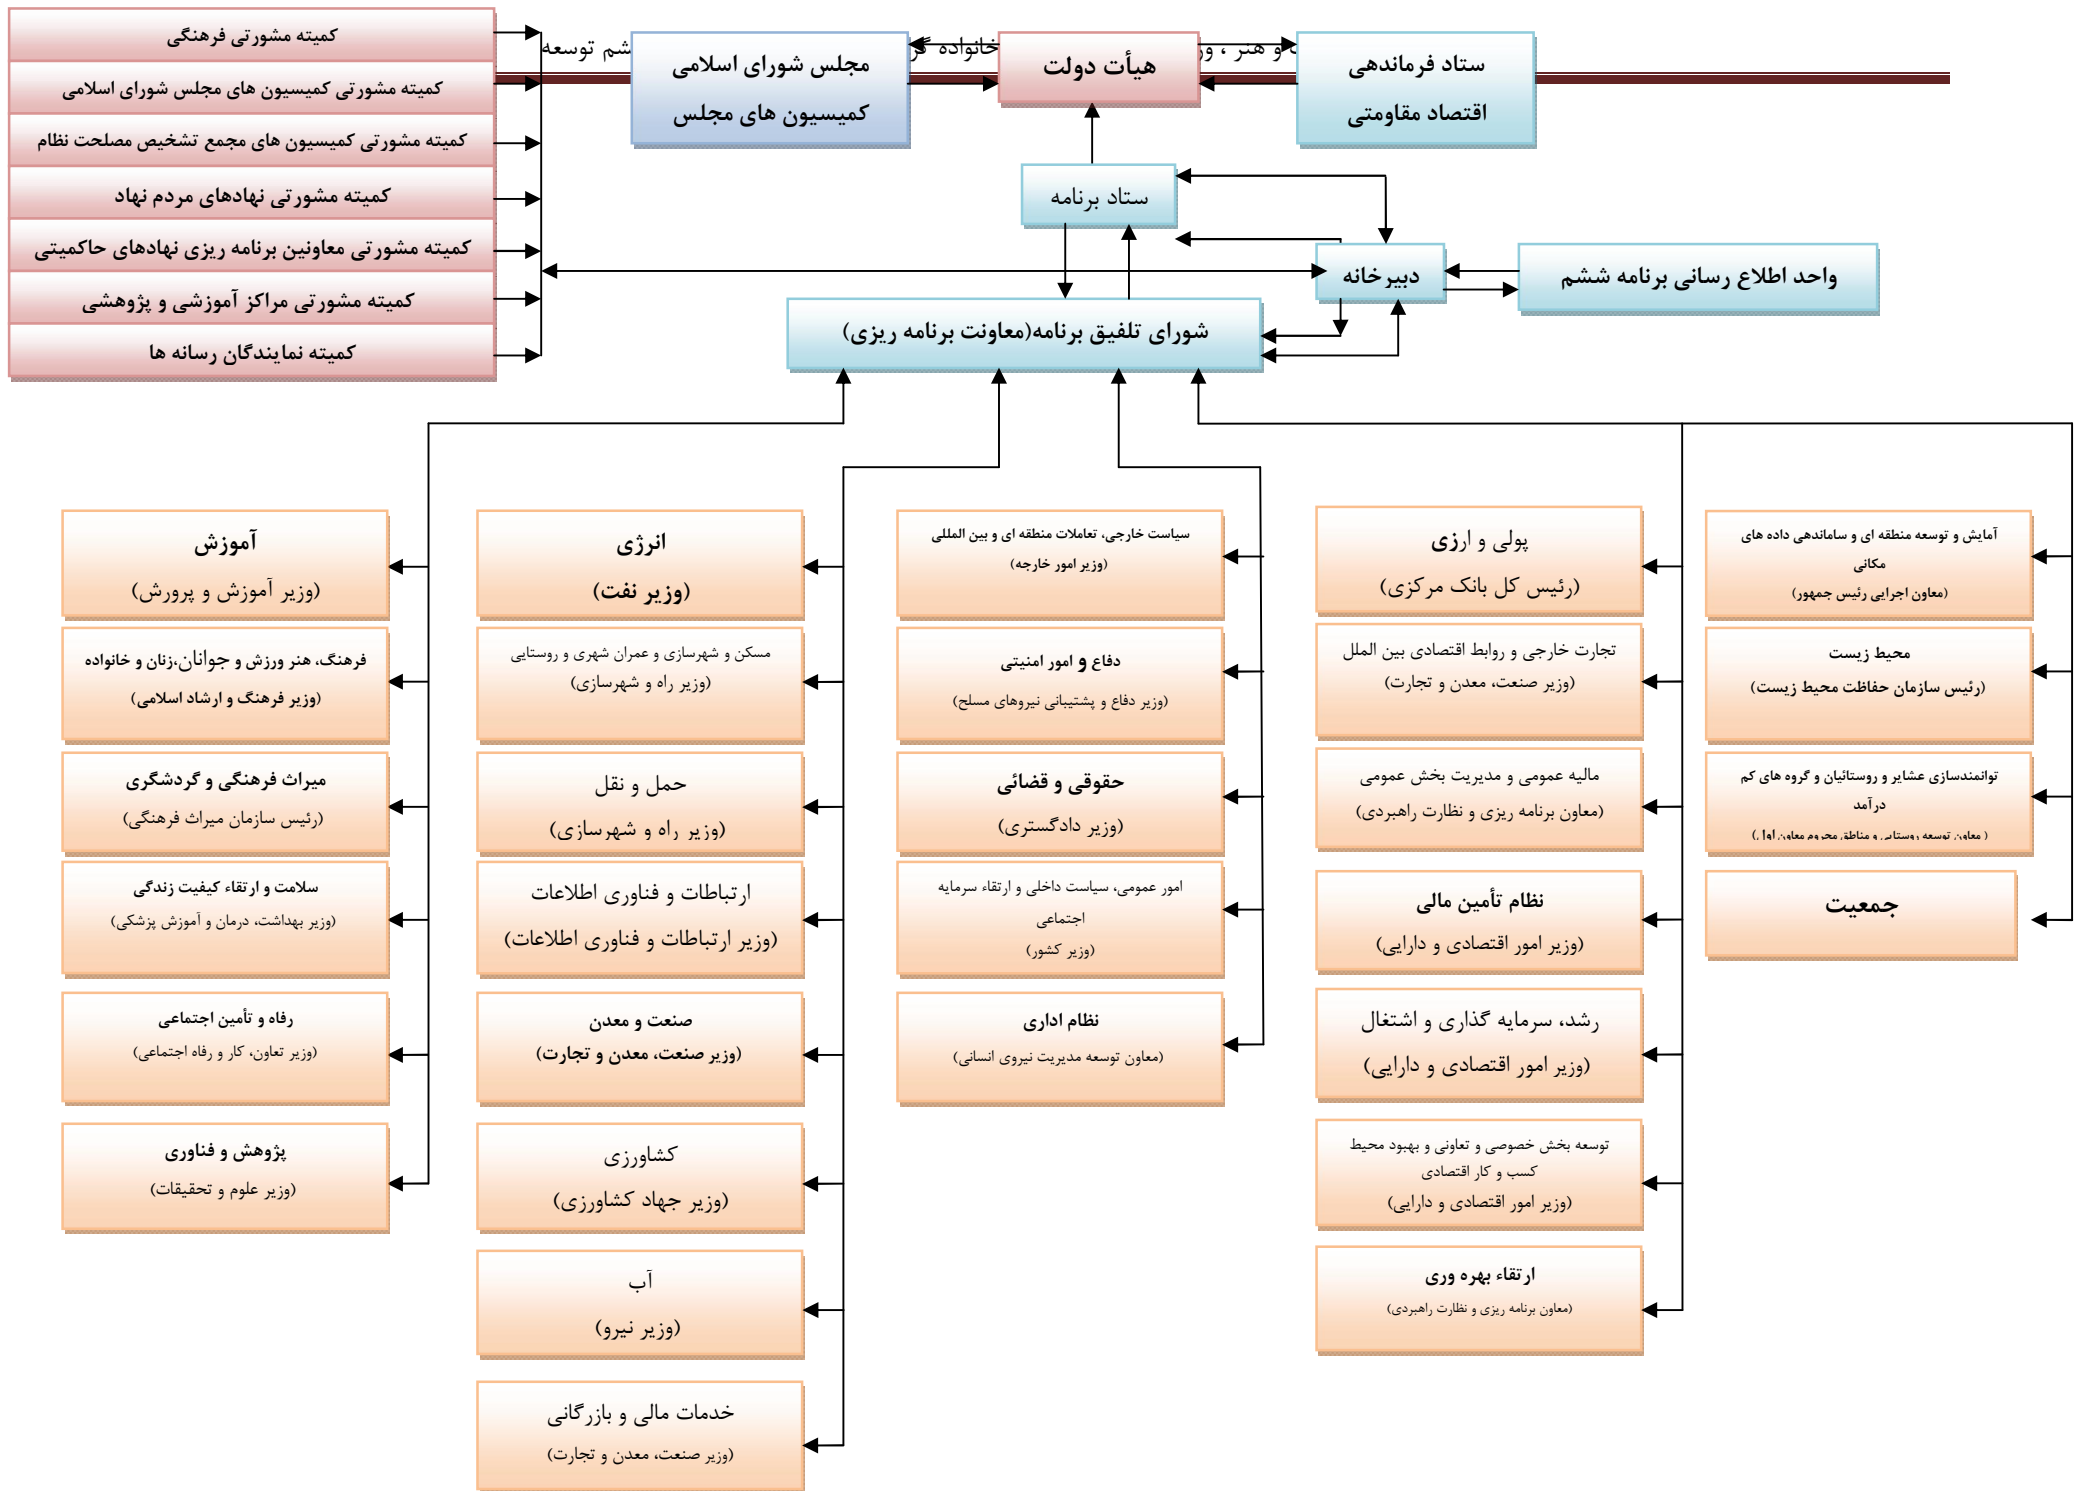 کمیته مشورتی فرهنگی
کمیته مشورتی کمیسیون های مجلس شورای اسلامی
کمیته مشورتی کمیسیون های مجمع تشخیص مصلحت نظام
کمیته مشورتی نهادهای مردم نهاد
کمیته مشورتی معاونین برنامه ریزی نهادهای حاکمیتی
کمیته مشورتی مراکز آموزشی و پژوهشی
کمیته نمایندگان رسانه ها
و هنر ، خانواده توسعه
مجلس شورای اسلامی
کمیسیون های مجلس
هیأت دولت
ستاد فرماندهی
اقتصاد مقاومتی
ستاد برنامه
دبیرخانه
واحد اطلاع رسانی برنامه ششم
شورای تلفیق برنامه(معاونت برنامه ریزی)
آموزش
(وزیر آموزش و پرورش)
فرهنگ، هنر ورزش و جوانان،زنان و خانواده
(وزیر فرهنگ و ارشاد اسلامی)
میراث فرهنگی و گردشگری
(رئیس سازمان میراث فرهنگی)
سلامت و ارتقاء کیفیت زندگی
(وزیر بهداشت، درمان و آموزش پزشکی)
رفاه و تأمین اجتماعی
(وزیر تعاون، کار و رفاه اجتماعی)
پژوهش و فناوری
(وزیر علوم و تحقیقات)
انرژی
(وزیر نفت)
مسکن و شهرسازی و عمران شهری و روستایی
(وزیر راه و شهرسازی)
حمل و نقل
(وزیر راه و شهرسازی)
ارتباطات و فناوری اطلاعات
(وزیر ارتباطات و فناوری اطلاعات)
صنعت و معدن
(وزیر صنعت، معدن و تجارت)
کشاورزی
(وزیر جهاد کشاورزی)
آب
(وزیر نیرو)
خدمات مالی و بازرگانی
(وزیر صنعت، معدن و تجارت)
سیاست خارجی، تعاملات منطقه ای و بین المللی
(وزیر امور خارجه)
دفاع و امور امنیتی
(وزیر دفاع و پشتیبانی نیروهای مسلح)
حقوقی و قضائی
(وزیر دادگستری)
امور عمومی، سیاست داخلی و ارتقاء سرمایه
اجتماعی
(وزیر کشور)
نظام اداری
(معاون توسعه مدیریت نیروی انسانی)
پولی و ارزی
(رئیس کل بانک مرکزی)
تجارت خارجی و روابط اقتصادی بین الملل
(وزیر صنعت، معدن و تجارت)
مالیه عمومی و مدیریت بخش عمومی
(معاون برنامه ریزی و نظارت راهبردی)
نظام تأمین مالی
(وزیر امور اقتصادی و دارایی)
رشد، سرمایه گذاری و اشتغال
(وزیر امور اقتصادی و دارایی)
توسعه بخش خصوصی و تعاونی و بهبود محیط
کسب و کار اقتصادی
(وزیر امور اقتصادی و دارایی)
ارتقاء بهره وری
(معاون برنامه ریزی و نظارت راهبردی)
آمایش و توسعه منطقه ای و ساماندهی داده های
مکانی
(معاون اجرایی رئیس جمهور)
محیط زیست
(رئیس سازمان حفاظت محیط زیست)
توانمندسازی عشایر و روستائیان و گروه های کم
درآمد
( معاون توسعه روستایی و مناطق محروم معاون اول)
جمعیت